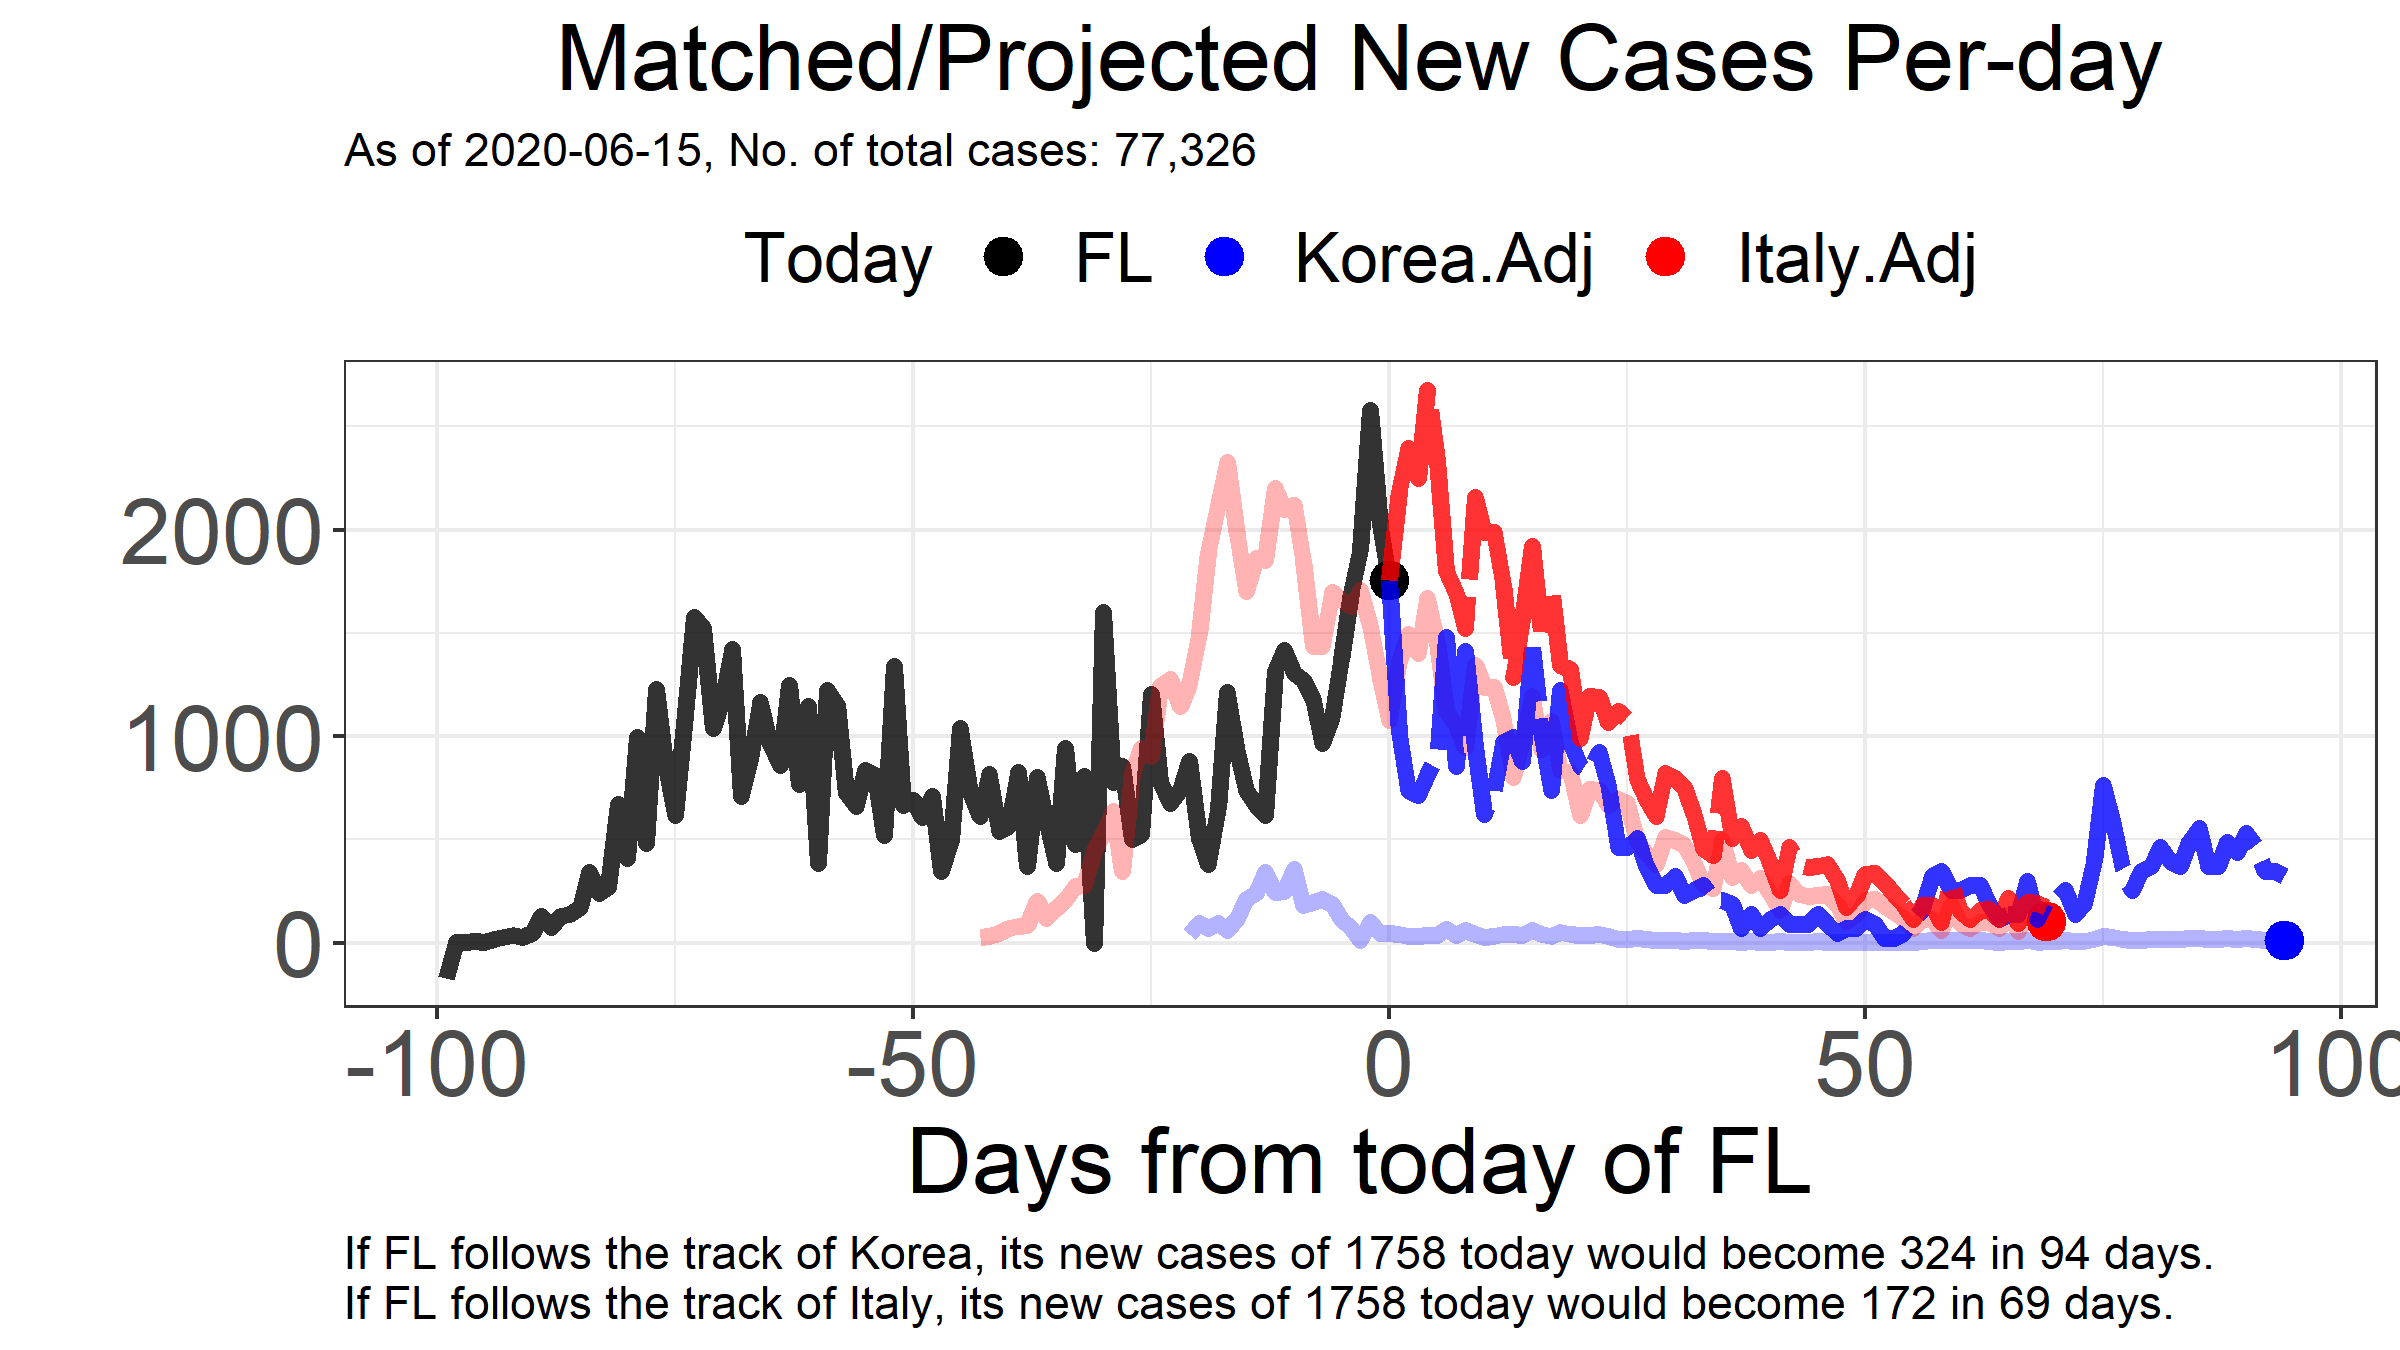 Matched/Projected New Cases Per-day
As of 2020-06-15, No. of total cases: 77,326
Today FL Korea.Adj Italy.Adj
2000
1000
0
-100 -50 0 50 100
Days from today of FL
If FL follows the track of Korea, its new cases of 1758 today would become 324 in 94 days.
If FL follows the track of Italy, its new cases of 1758 today would become 172 in 69 days.